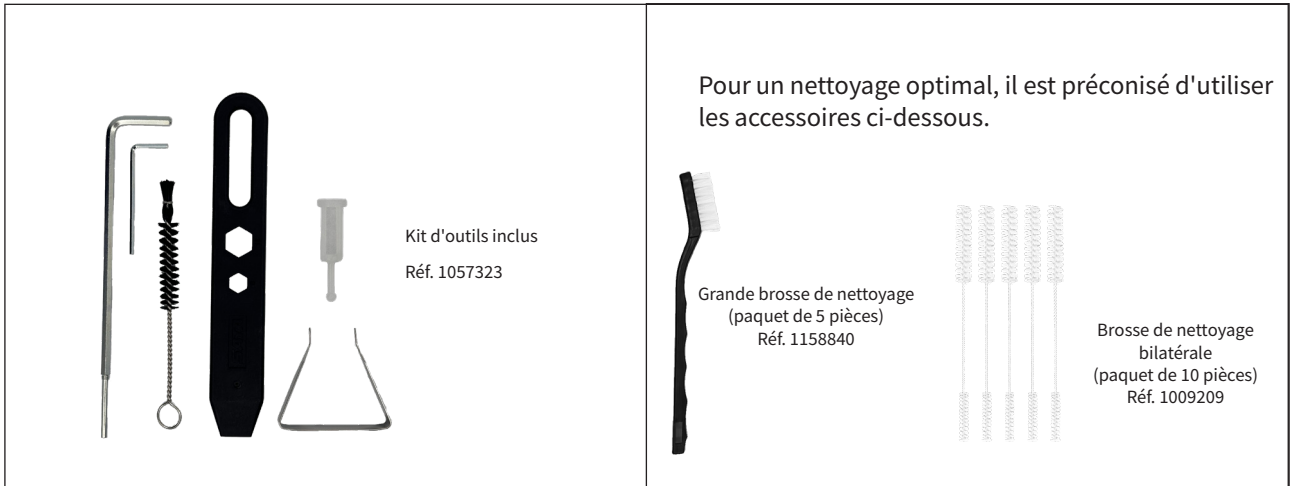 Kit d'outils inclus
Réf. 1057323
Pour un nettoyage optimal, il est préconisé d'utiliser
les accessoires ci-dessous.
Grande brosse de nettoyage
(paquet de 5 pièces)
Réf. 1158840
Brosse de nettoyage
bilatérale
(paquet de 10 pièces)
Réf. 1009209